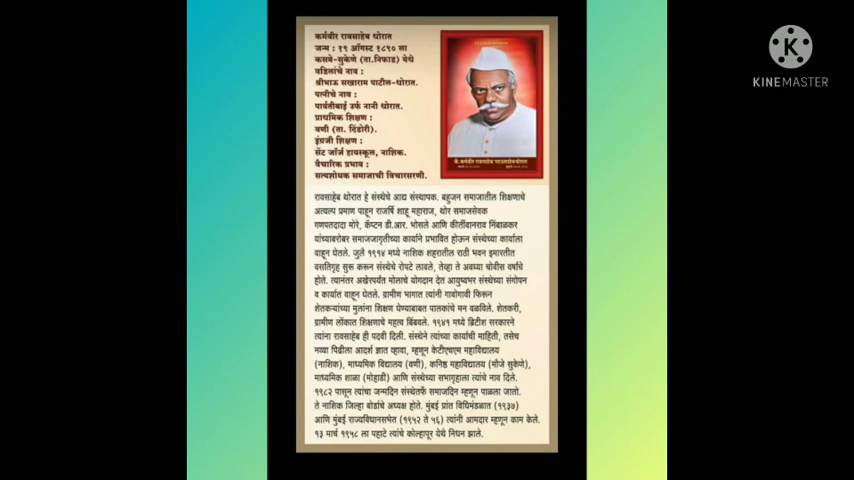 कर्मवीर रावसाहेब थोरात
जन्म : १९ ऑगस्ट १८९० ला
कसबे-सुकेणे (ता.निफाड) येथे
वडिलांचे नाव :
श्रीभाऊ सखाराम पाटील-थोरात.
पत्नीचे नाव :
पार्वतीबाई उर्फ नानी थोरात.
प्राथमिक शिक्षण :
वणी (ता. दिंडोरी).
इंग्रजी शिक्षण :
सेंट जॉर्ज हायस्कूल, नाशिक.
वैचारिक प्रभाव :
सत्यशोधक समाजाची विचारसरणी.
रावसाहेब थोरात हे संस्थेचे आद्य संस्थापक. बहुजन समाजातील शिक्षणाचे
अत्यल्प प्रमाण पाहून राजर्षि शाहू महाराज, थोर समाजसेवक
गणपतदादा मोरे, कॅप्टन डी.आर. भोसले आणि कीर्तीवानराव निंबाळकर
यांच्याबरोबर समाजजागृतीच्या कार्याने प्रभावित होऊन संस्थेच्या कार्याला
वाहून घेतले. जुलै १९१४ मध्ये नाशिक शहरातील राठी भवन इमारतीत
वसतिगृह सुरू करून संस्थेचे रोपटे लावले, तेव्हा ते अवघ्या चोवीस वर्षांचे
होते. त्यानंतर अखेरपर्यंत मोलाचे योगदान देत आयुष्यभर संस्थेच्या संगोपन
व कार्यात वाहून घेतले. ग्रामीण भागात त्यांनी गावोगावी फिरून
शेतकऱ्यांच्या मुलांना शिक्षण घेण्याबाबत पालकांचे मन वळविले. शेतकरी,
ग्रामीण लोंकात शिक्षणाचे महत्व बिंबवले. १९४१ मध्ये ब्रिटीश सरकारने
त्यांना रावसाहेब ही पदवी दिली. संस्थेने त्यांच्या कार्याची माहिती, तसेच
नव्या पिढीला आदर्श ज्ञात व्हावा, म्हणून केटीएचएम महाविद्यालय
(नाशिक), माध्यमिक विद्यालय (वणी), कनिष्ठ महाविद्यालय (मौजे सुकेणे),
माध्यमिक शाळा (मोहाडी) आणि संस्थेच्या सभागृहाला त्यांचे नाव दिले.
१९८२ पासून त्यांचा जन्मदिन संस्थेतर्फे समाजदिन म्हणून पाळला जातो.
ते नाशिक जिल्हा बोर्डाचे अध्यक्ष होते. मुंबई प्रांत विधिमंडळात (१९३७)
आणि मुंबई राज्यविधानसभेत (१९५२ ते ५६) त्यांनी आमदार म्हणून काम केले.
१३ मार्च १९५८ ला पहाटे त्यांचे कोल्हापूर येथे निधन झाले.
कै. कर्मवीर रावसाहेब भाऊसाहेब थोरात
K
KINEMASTER